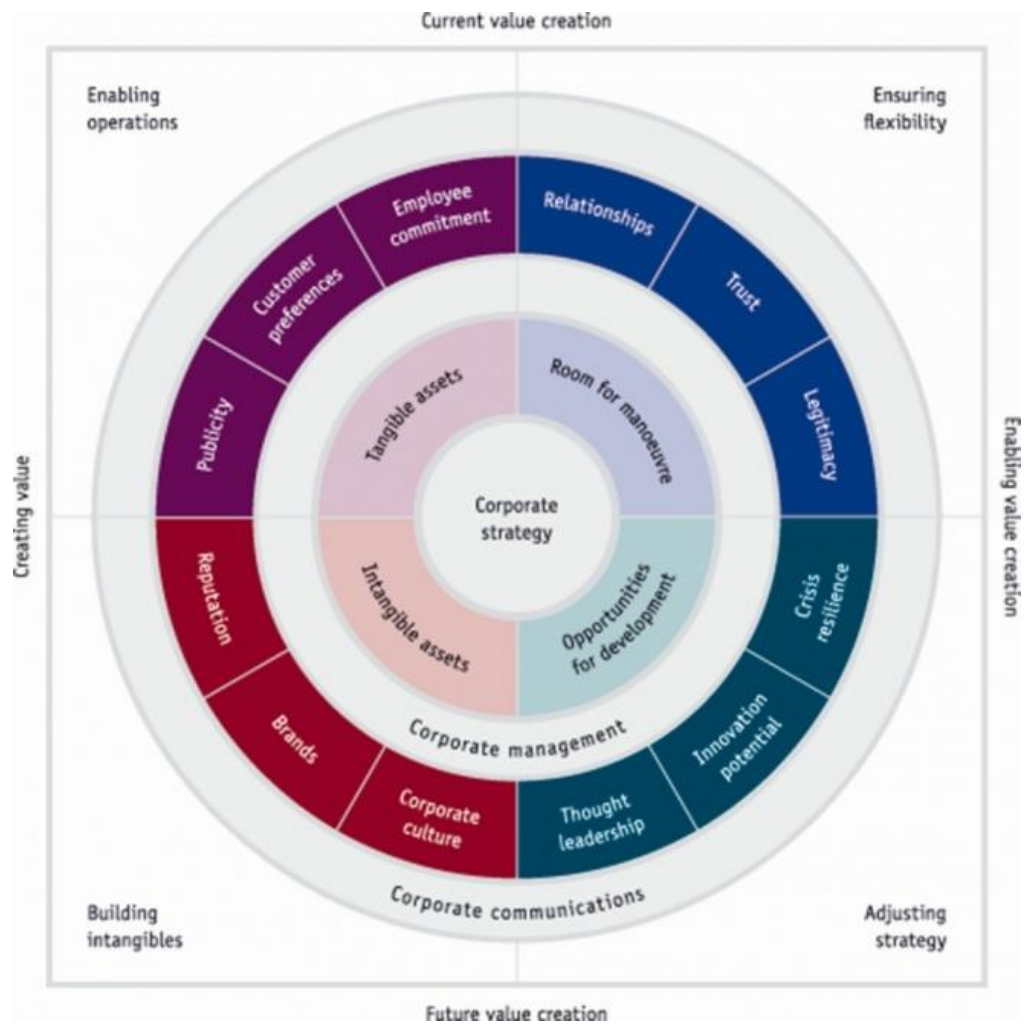 Current value creation
Enabling
operations
Ensuring
flexibility
Employee
commitment
Relationships
Customer
preferences
Trust
Publicity
Legitimacy
Tangible assets
Room for manoeuvre
Creating value
Corporate
strategy
Enabling value creation
Reputation
Intangible assets
Opportunities
for development
Crisis
resilience
Brands
Corporate management
Innovation
potential
Corporate
culture
Thought
leadership
Corporate communications
Building
intangibles
Adjusting
strategy
Future value creation